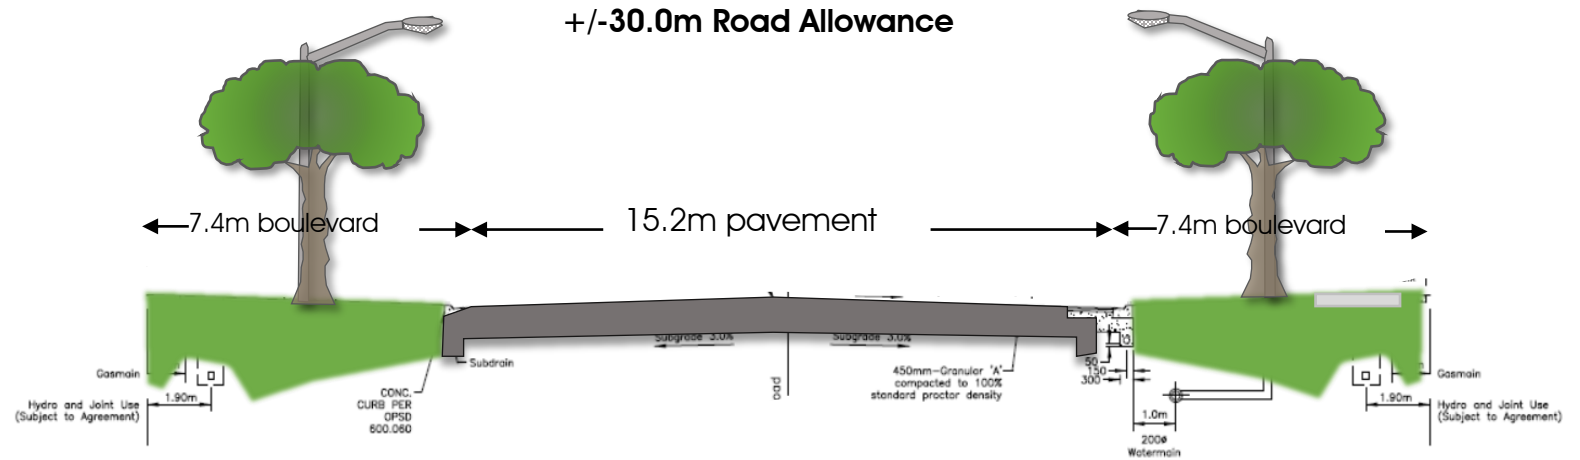 +/-30.0m Road Allowance
7.4m boulevard
15.2m pavement
7.4m boulevard
Subgrade 3.0%
Subgrade 3.0%
Subdrain
Gasmain
1.90m
Hydro and Joint Use
(Subject to Agreement)
CONC.
CURB PER
OPSD
600.060
450mm-Granular 'A'
compacted to 100%
standard proctor density
50
150
300
1.0m
200ø
Watermain
Gasmain
1.90m
Hydro and Joint Use
(Subject to Agreement)